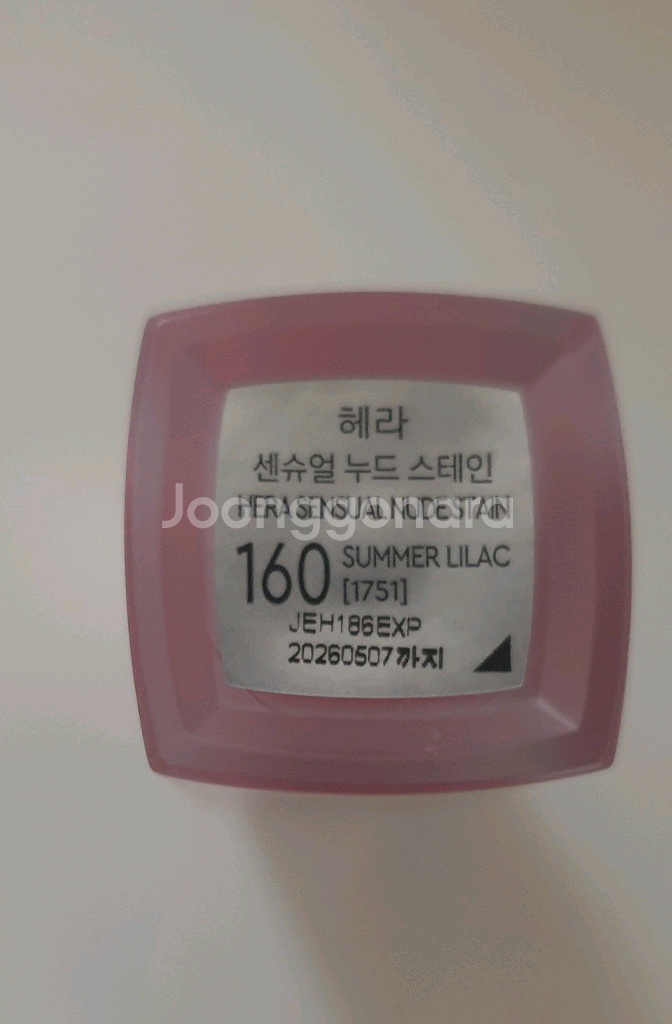 헤라
센슈얼 누드 스테인
HERA SENSUAL NUDE STAIN
Joonggonara
160 SUMMER LILAC
[1751]
JEH186EXP
20260507까지